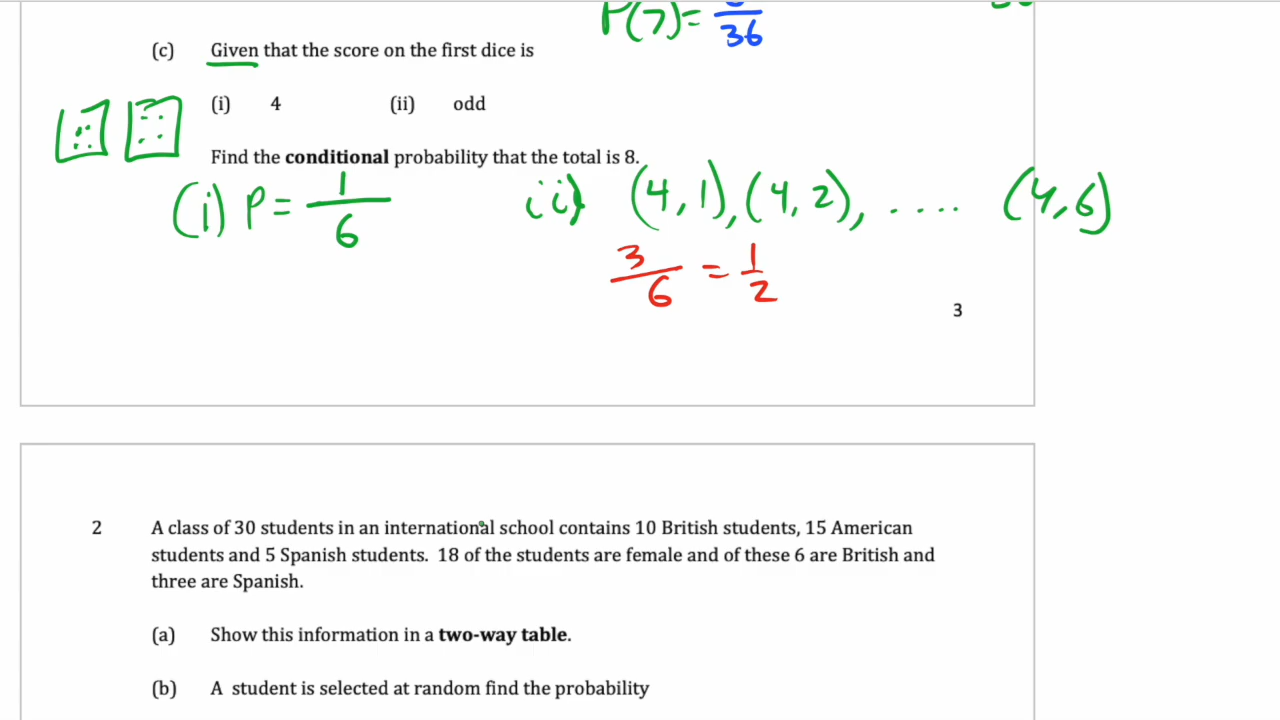 P(7)= /36
(c) Given that the score on the first dice is
(i) 4 (ii) odd
Find the conditional probability that the total is 8.
(i) P = 1/6 ii) (4,1), (4,2), .... (4,6)
3/6 = 1/2
3
2 A class of 30 students in an international school contains 10 British students, 15 American
students and 5 Spanish students. 18 of the students are female and of these 6 are British and
three are Spanish.
(a) Show this information in a two-way table.
(b) A student is selected at random find the probability